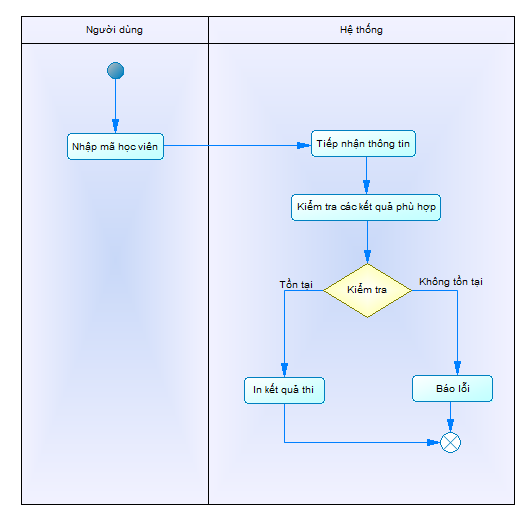 Người dùng
Hệ thống
Nhập mã học viên
Tiếp nhận thông tin
Kiểm tra các kết quả phù hợp
Kiểm tra
Tồn tại
Không tồn tại
In kết quả thi
Báo lỗi